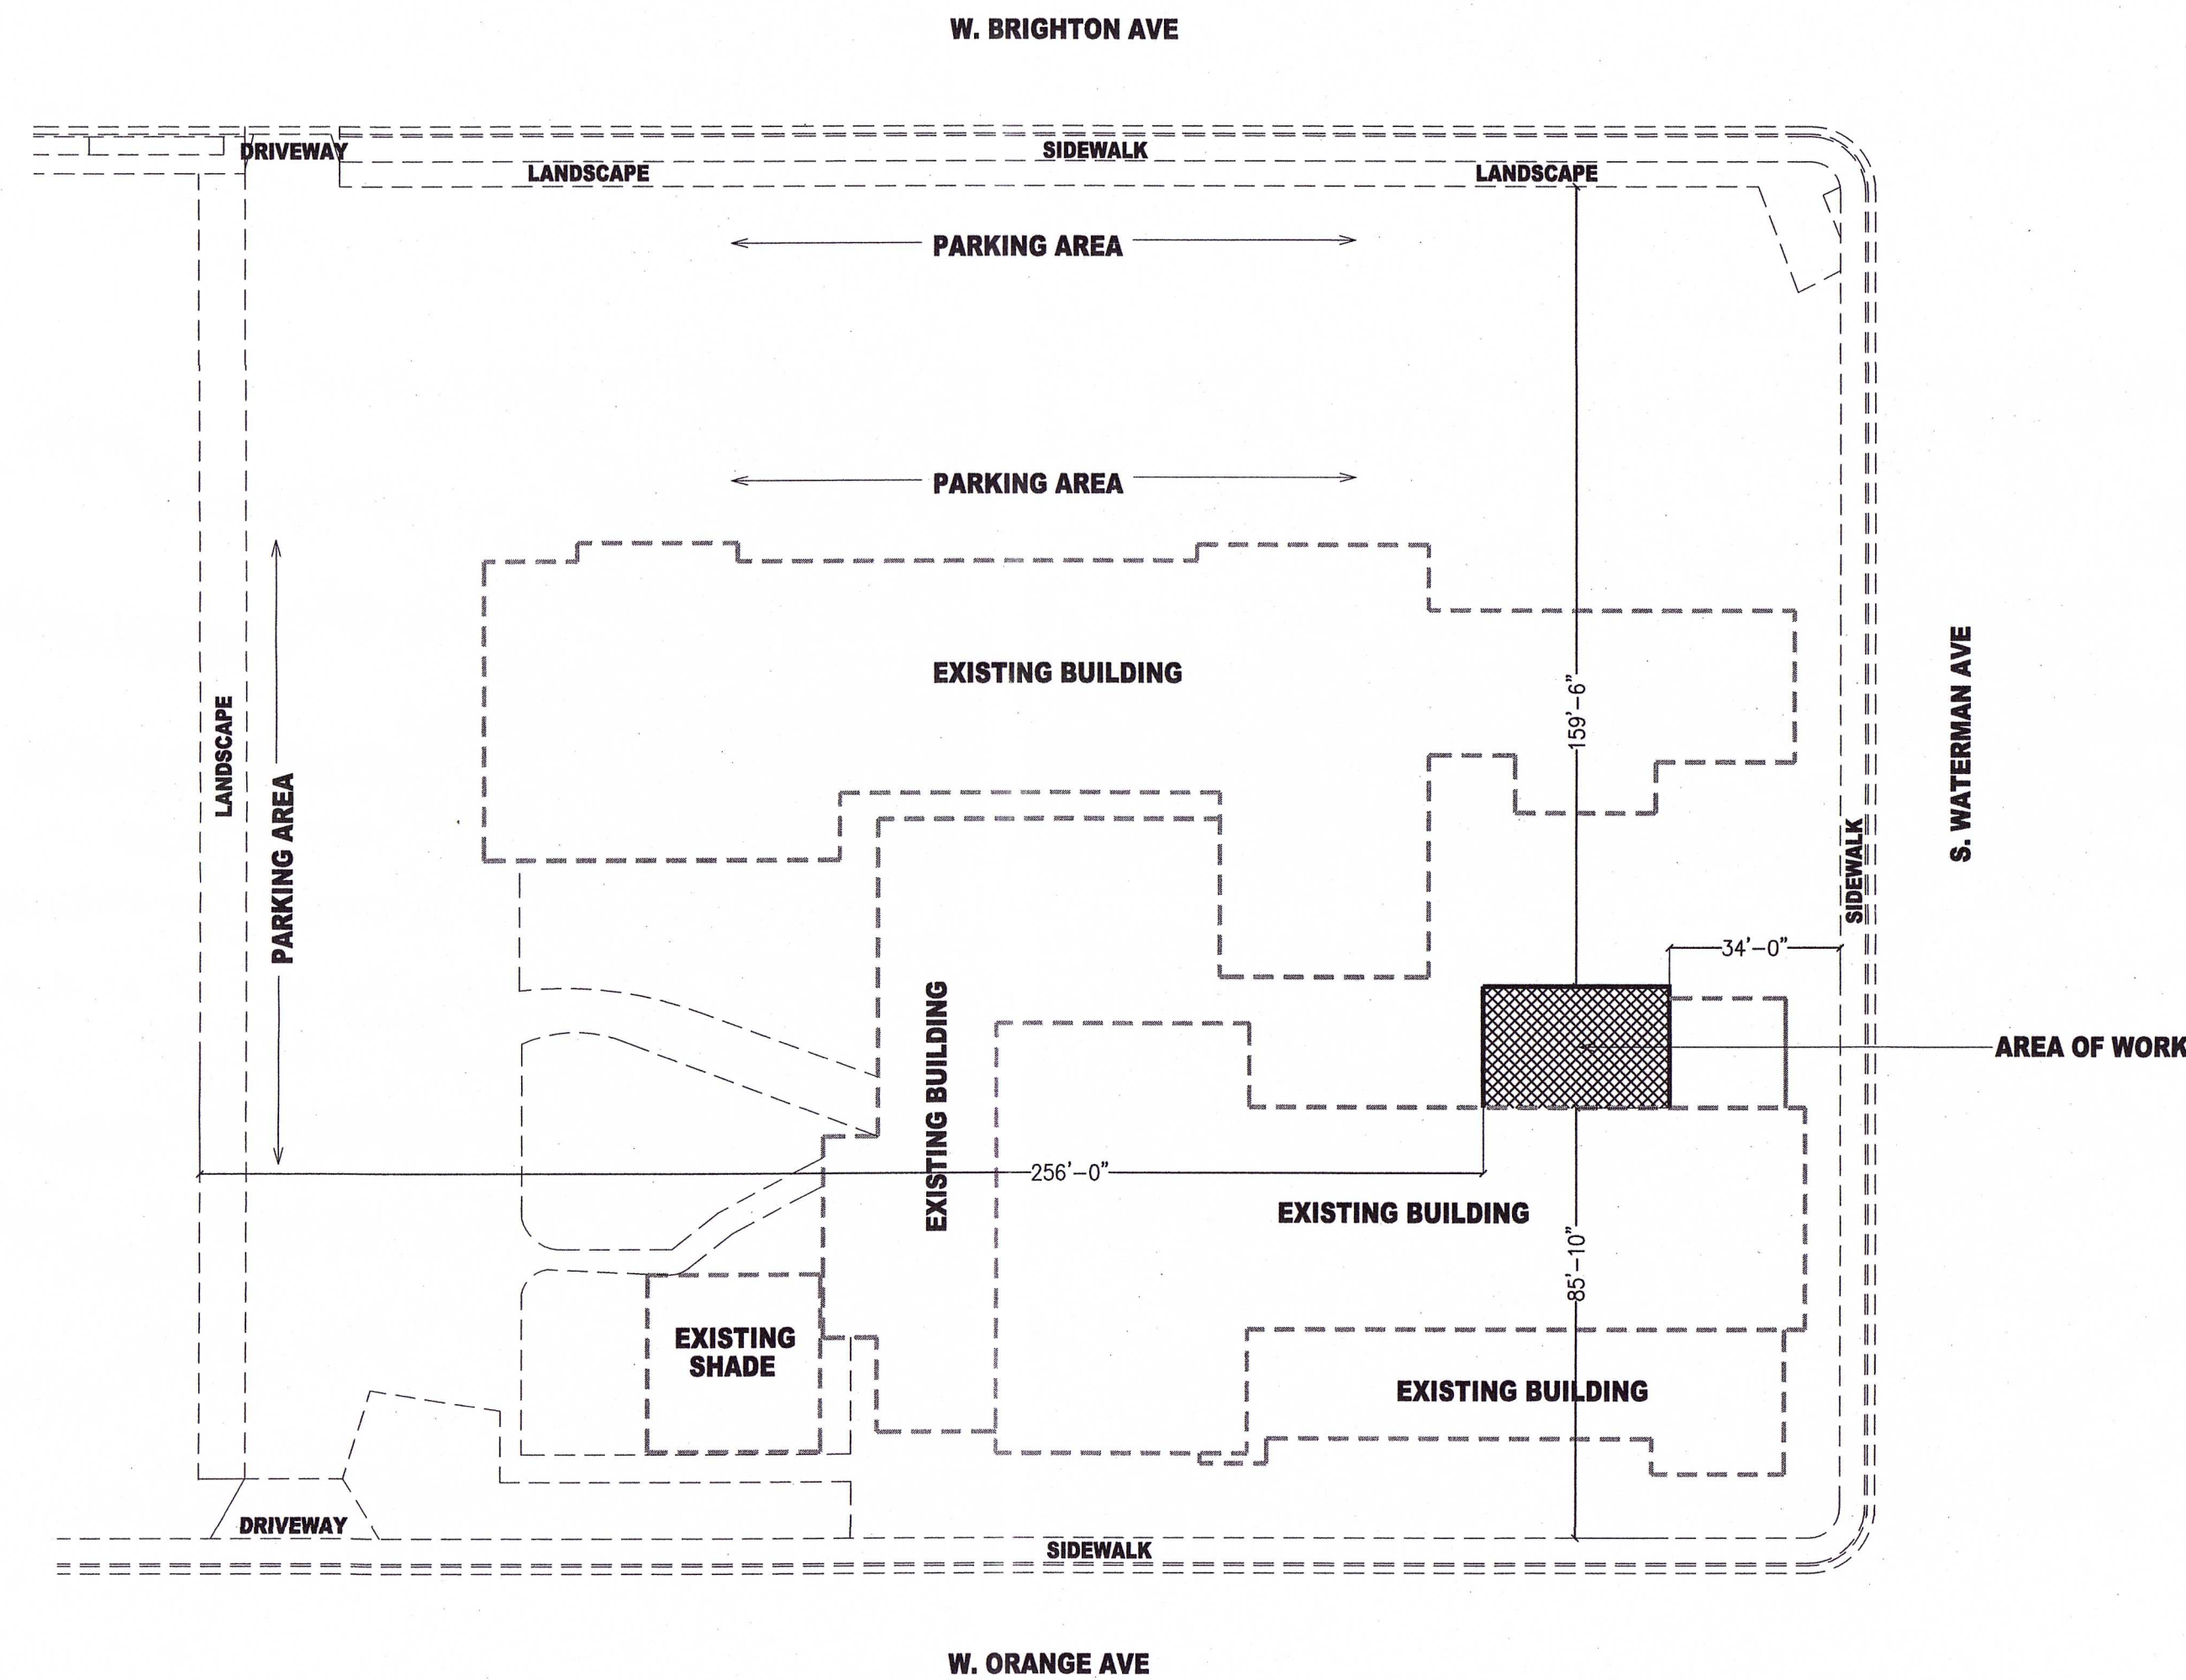 W. BRIGHTON AVE
DRIVEWAY
SIDEWALK
LANDSCAPE
LANDSCAPE
PARKING AREA
PARKING AREA
EXISTING BUILDING
159'-6"
S. WATERMAN AVE
LANDSCAPE
PARKING AREA
SIDEWALK
34'-0"
EXISTING BUILDING
AREA OF WORK
256'-0"
EXISTING BUILDING
85'-10"
EXISTING
SHADE
EXISTING BUILDING
DRIVEWAY
SIDEWALK
W. ORANGE AVE